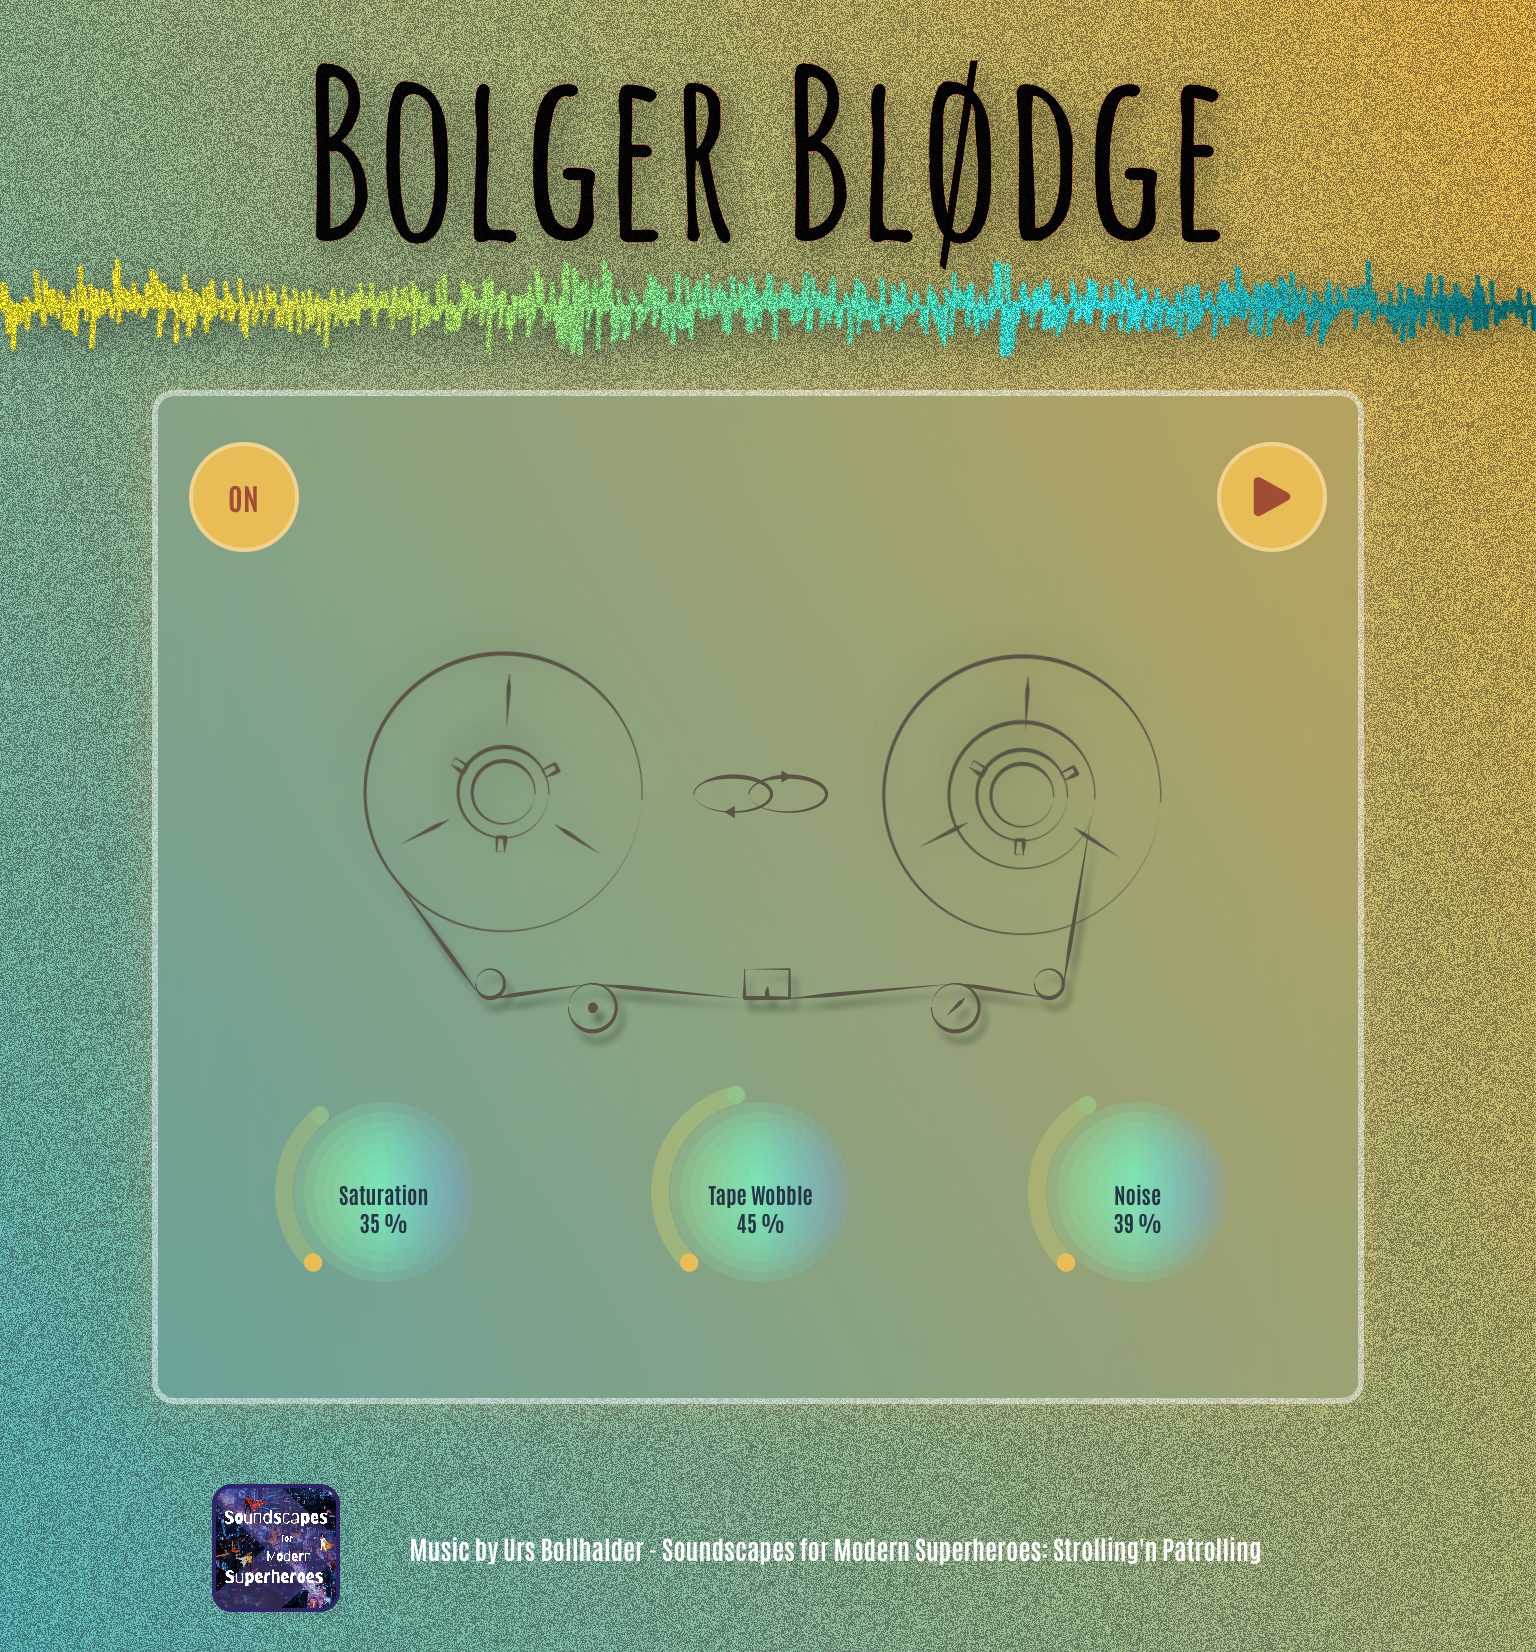 Bolger Blødge
ON
Saturation
35 %
Tape Wobble
45 %
Noise
39 %
Soundscapes
for
Modern
Superheroes
Music by Urs Bollhalder - Soundscapes for Modern Superheroes: Strolling'n Patrolling